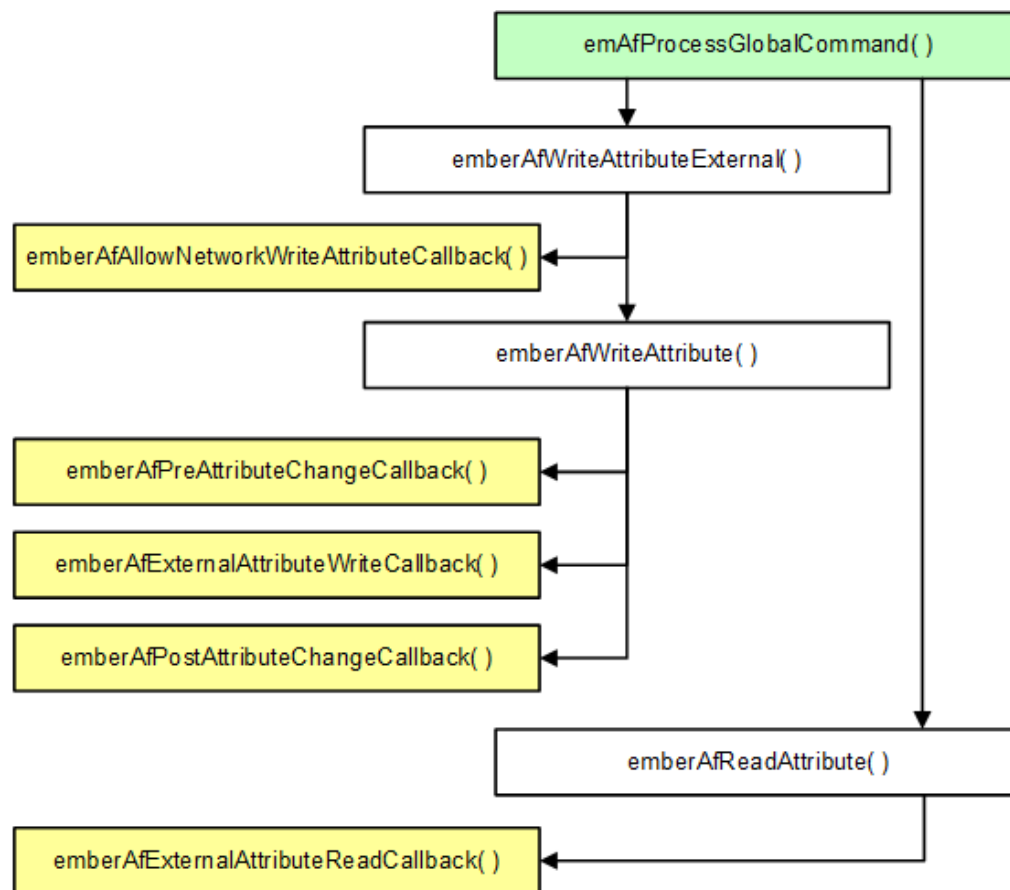 emAfProcessGlobalCommand( )
emberAfWriteAttributeExternal( )
emberAfAllowNetworkWriteAttributeCallback( )
emberAfWriteAttribute( )
emberAfPreAttributeChangeCallback( )
emberAfExternalAttributeWriteCallback( )
emberAfPostAttributeChangeCallback( )
emberAfReadAttribute( )
emberAfExternalAttributeReadCallback( )